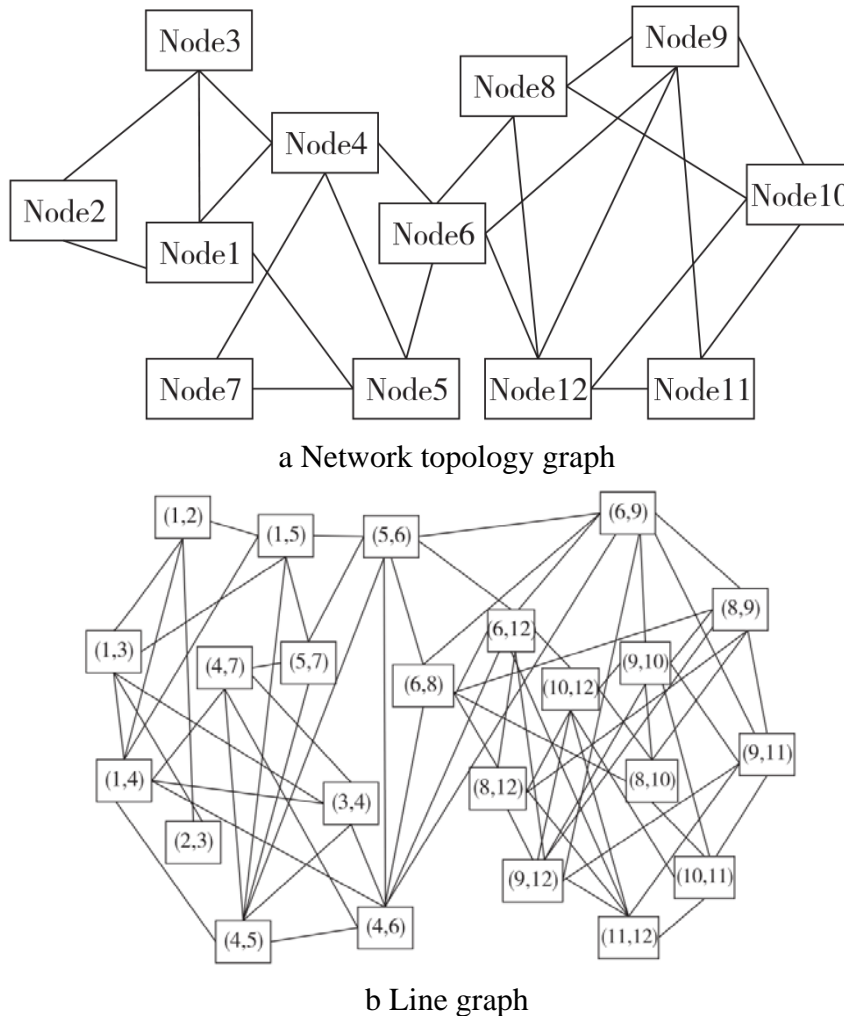 Node3
Node9
Node8
Node4
Node10
Node2
Node6
Node1
Node7
Node5
Node12
Node11
a Network topology graph
(1,2)
(1,5)
(5,6)
(6,9)
(8,9)
(6,12)
(1,3)
(4,7)
(5,7)
(6,8)
(10,12)
(9,10)
(9,11)
(1,4)
(8,12)
(8,10)
(3,4)
(2,3)
(9,12)
(10,11)
(4,5)
(4,6)
(11,12)
b Line graph